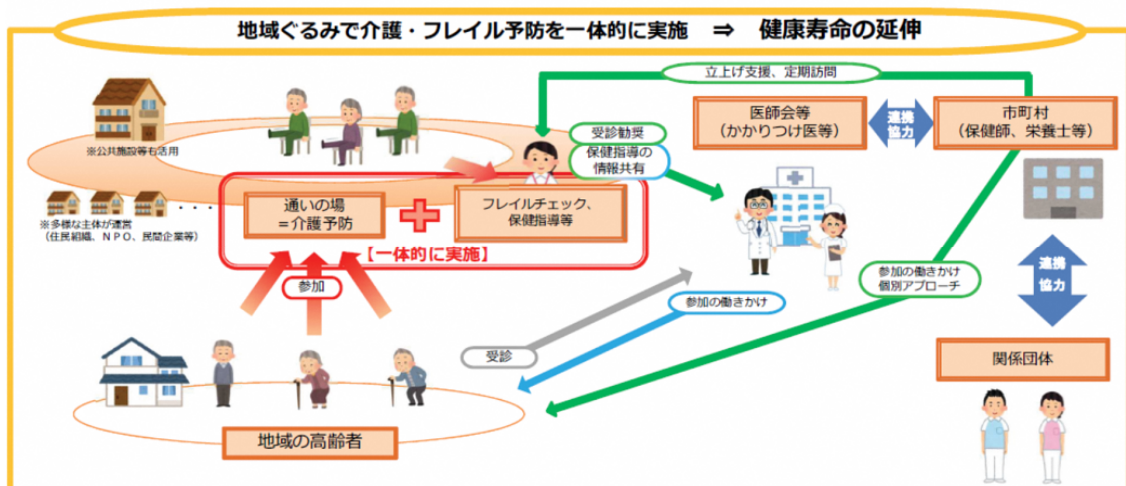 地域ぐるみで介護・フレイル予防を一体的に実施 ⇒ 健康寿命の延伸
立上げ支援、定期訪問
医師会等
（かかりつけ医等）
連携
協力
市町村
（保健師、栄養士等）
※公共施設等も活用
受診勧奨
保健指導の
情報共有
※多様な主体が運営
（住民組織、ＮＰＯ、民間企業等）
・・・
通いの場
＝介護予防
＋
フレイルチェック、
保健指導等
【一体的に実施】
参加
参加の働きかけ
個別アプローチ
連携
協力
参加の働きかけ
受診
関係団体
地域の高齢者